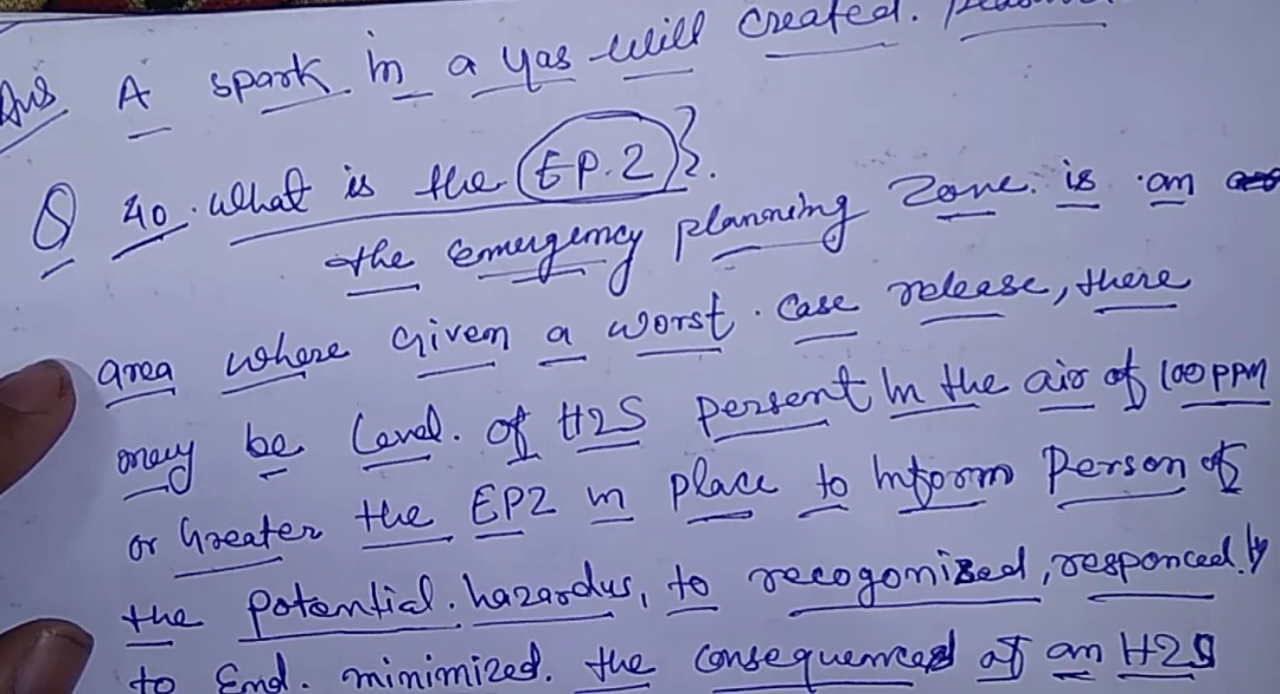 Ans A spark in a yas will created.
Q 40. what is the (EP.2)}.
the emergency planning Zone. is an
area where Given a worst. case release, there
may be Level. of H2S persent In the air of 100 PPM
or Greater the EPZ in place to Inform Person of
the potential. hazardus, to recogonized, responced.
to End. minimized. the consequences of an H2S